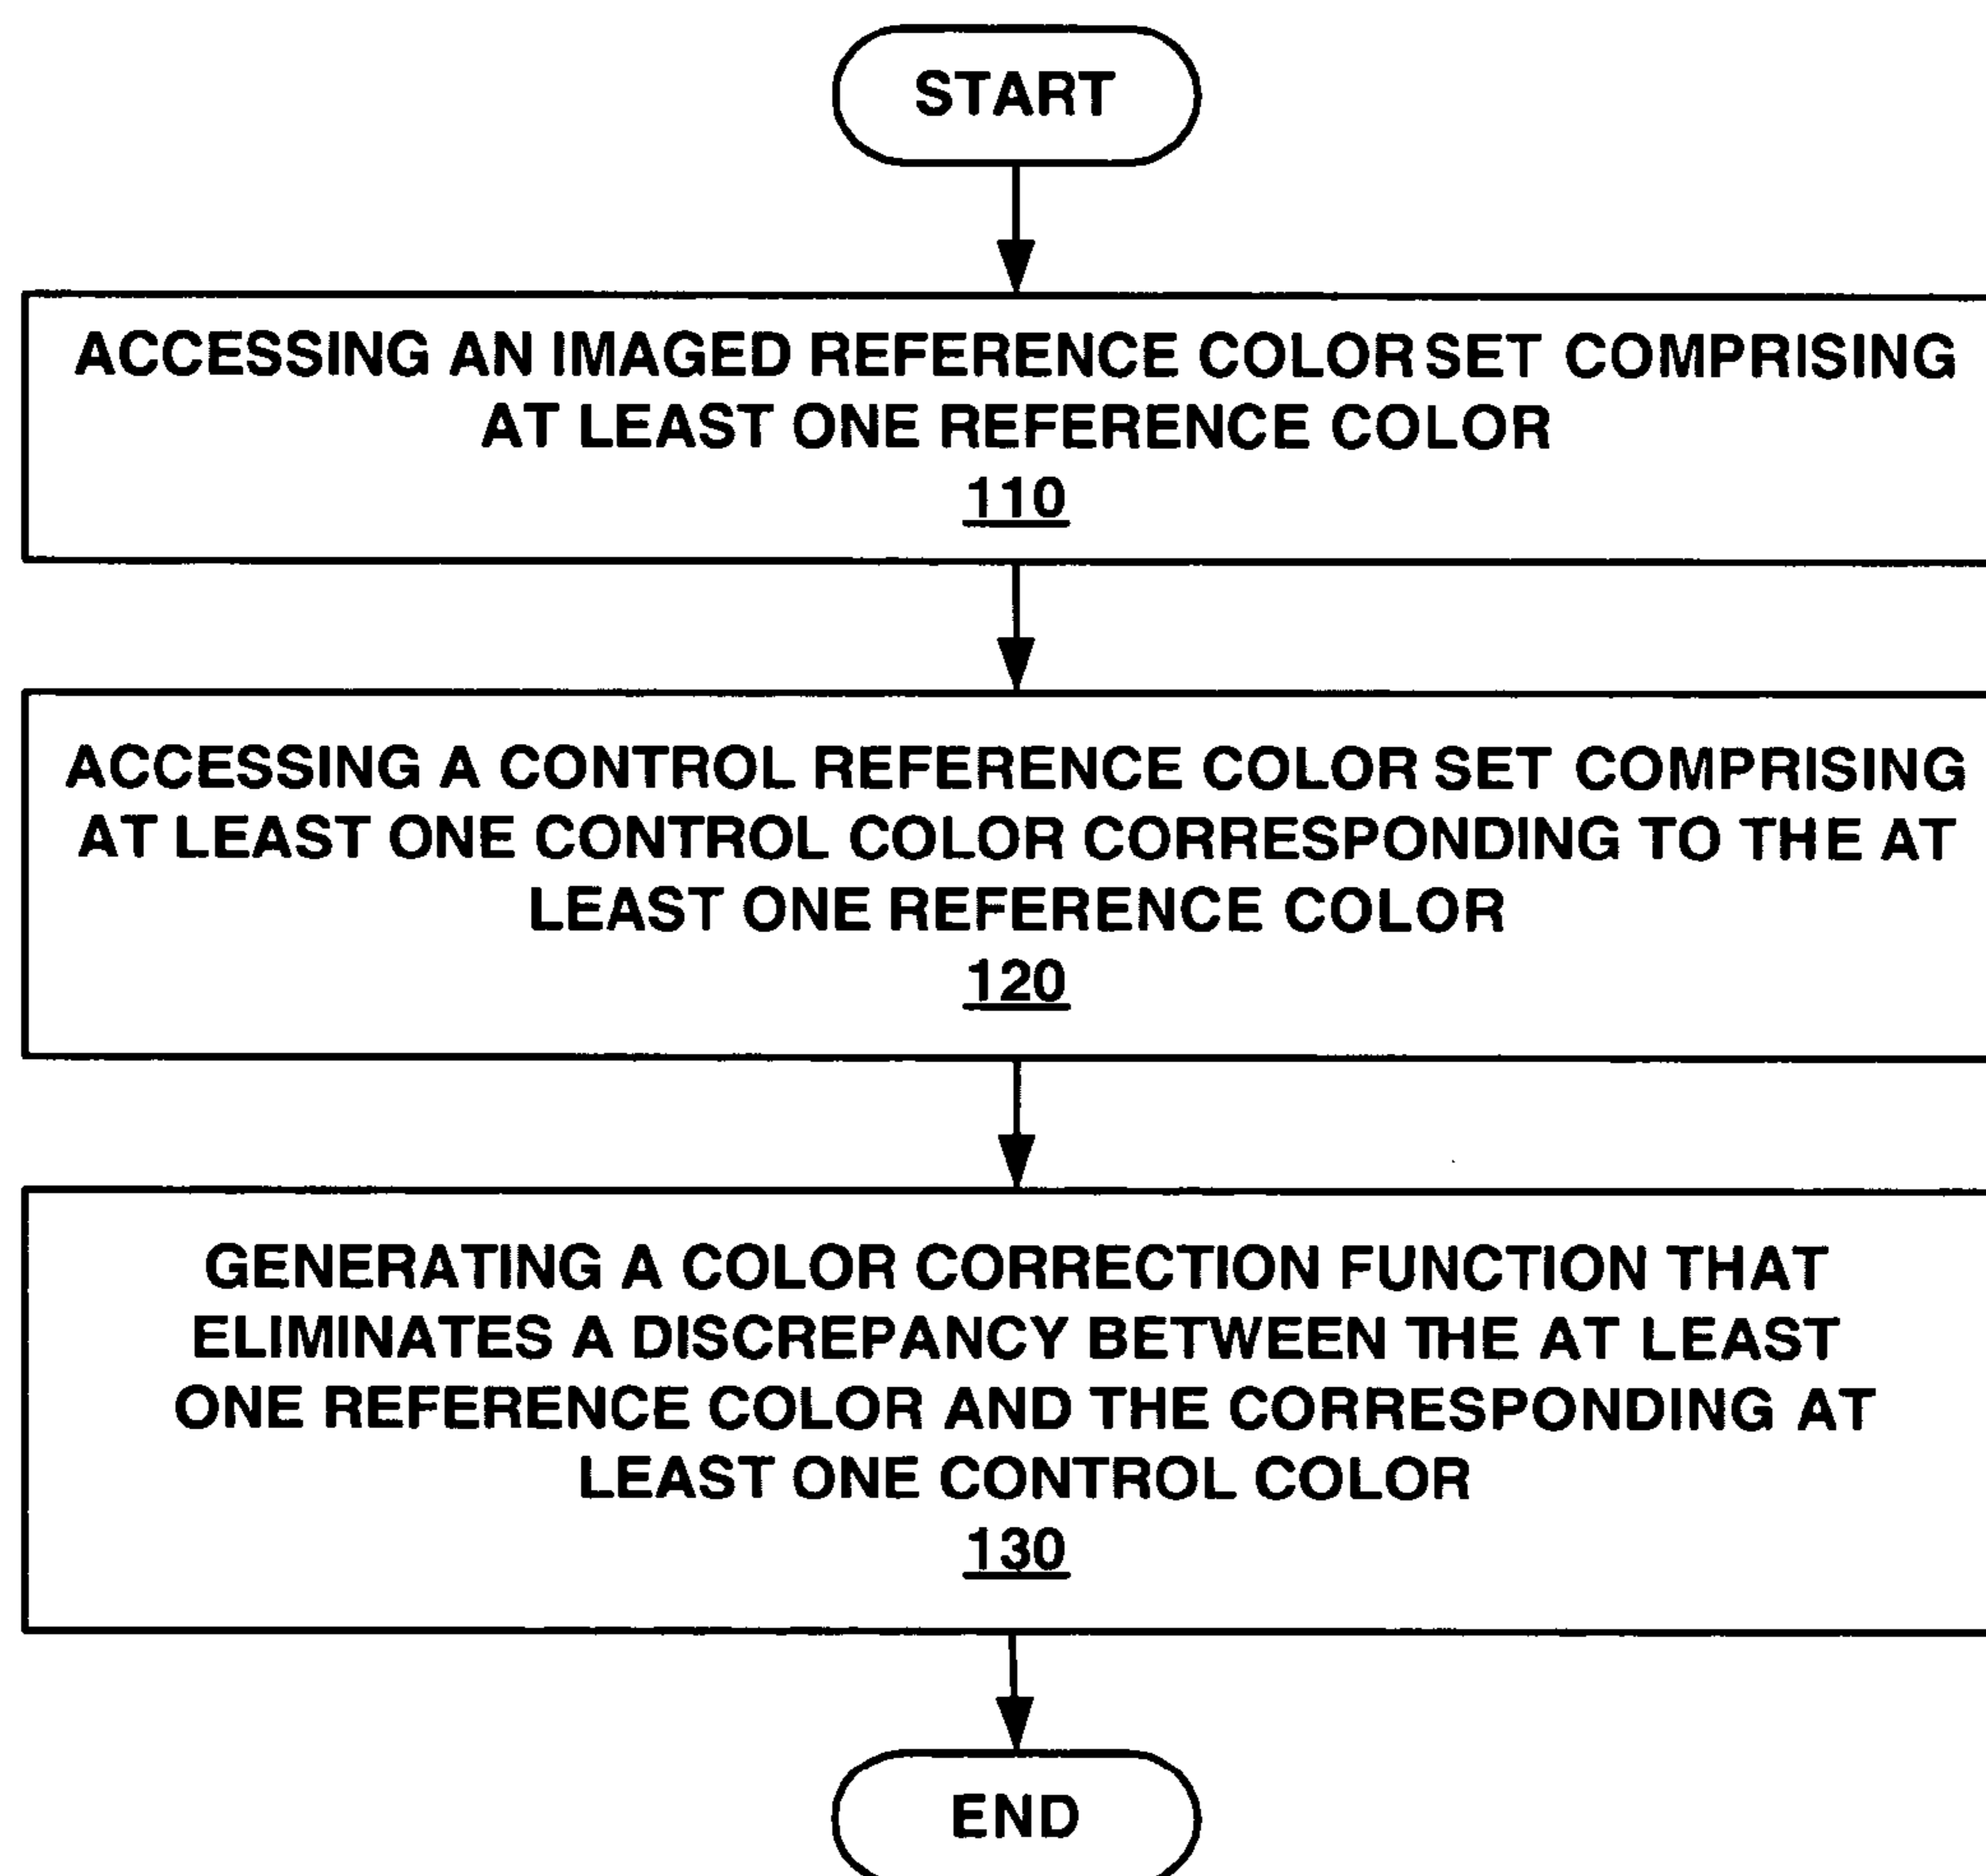 START
ACCESSING AN IMAGED REFERENCE COLOR SET COMPRISING
AT LEAST ONE REFERENCE COLOR
110
ACCESSING A CONTROL REFERENCE COLOR SET COMPRISING
AT LEAST ONE CONTROL COLOR CORRESPONDING TO THE AT
LEAST ONE REFERENCE COLOR
120
GENERATING A COLOR CORRECTION FUNCTION THAT
ELIMINATES A DISCREPANCY BETWEEN THE AT LEAST
ONE REFERENCE COLOR AND THE CORRESPONDING AT
LEAST ONE CONTROL COLOR
130
END